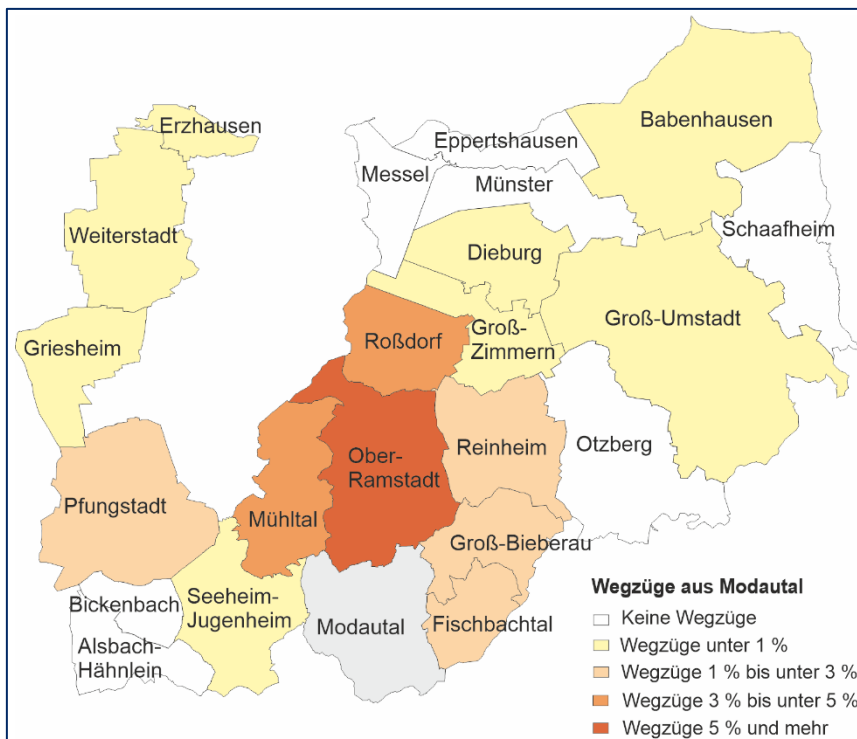 Erzhausen
Babenhausen
Eppertshausen
Messel
Münster
Schaafheim
Weiterstadt
Dieburg
Groß-Umstadt
Groß-
Zimmern
Roßdorf
Griesheim
Reinheim
Otzberg
Ober-
Ramstadt
Pfungstadt
Mühltal
Groß-Bieberau
Bickenbach
Seeheim-
Jugenheim
Alsbach-
Hähnlein
Modautal
Fischbachtal
Wegzüge aus Modautal
Keine Wegzüge
Wegzüge unter 1 %
Wegzüge 1 % bis unter 3 %
Wegzüge 3 % bis unter 5 %
Wegzüge 5 % und mehr